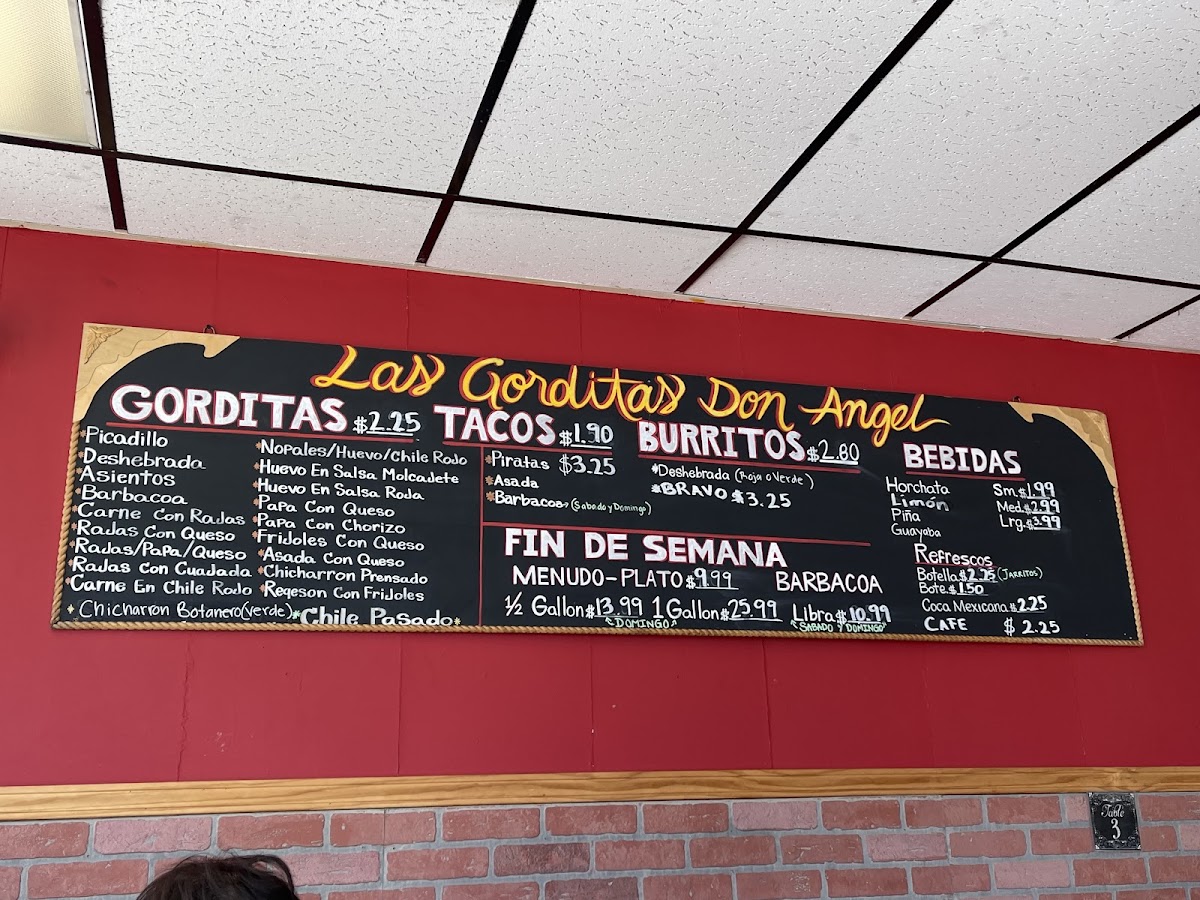 Las Gorditas Don Angel
GORDITAS $2.25
*Picadillo
*Deshebrada
*Asientos
*Barbacoa
*Carne Con Rajas
*Rajas Con Queso
*Rajas/Papa/Queso
*Rajas Con Cuajada
*Carne En Chile Rojo
*Chicharron Botanero(verde)
*Nopales/Huevo/Chile Rojo
*Huevo En Salsa Molcajete
*Huevo En Salsa Roja
*Papa Con Queso
*Papa Con Chorizo
*Frijoles Con Queso
*Asada Con Queso
*Chicharron Prensado
*Reqeson Con Frijoles
*Chile Pasado*
TACOS $1.90
*Piratas $3.25
*Asada
*Barbacoa (Sabado y Domingo)
BURRITOS $2.80
*Deshebrada (Roja o Verde)
*BRAVO $3.25
FIN DE SEMANA
MENUDO-PLATO $9.99
½ Gallon $13.99 1 Gallon $25.99
DOMINGO
BARBACOA
Libra $10.99
SABADO y DOMINGO
BEBIDAS
Horchata
Limón
Piña
Guayaba
Sm. $1.99
Med. $2.99
Lrg. $3.99
Refrescos
Botella $2.25 (JARRITOS)
Bote $1.50
Coca Mexicana $2.25
CAFE $2.25
Table
3